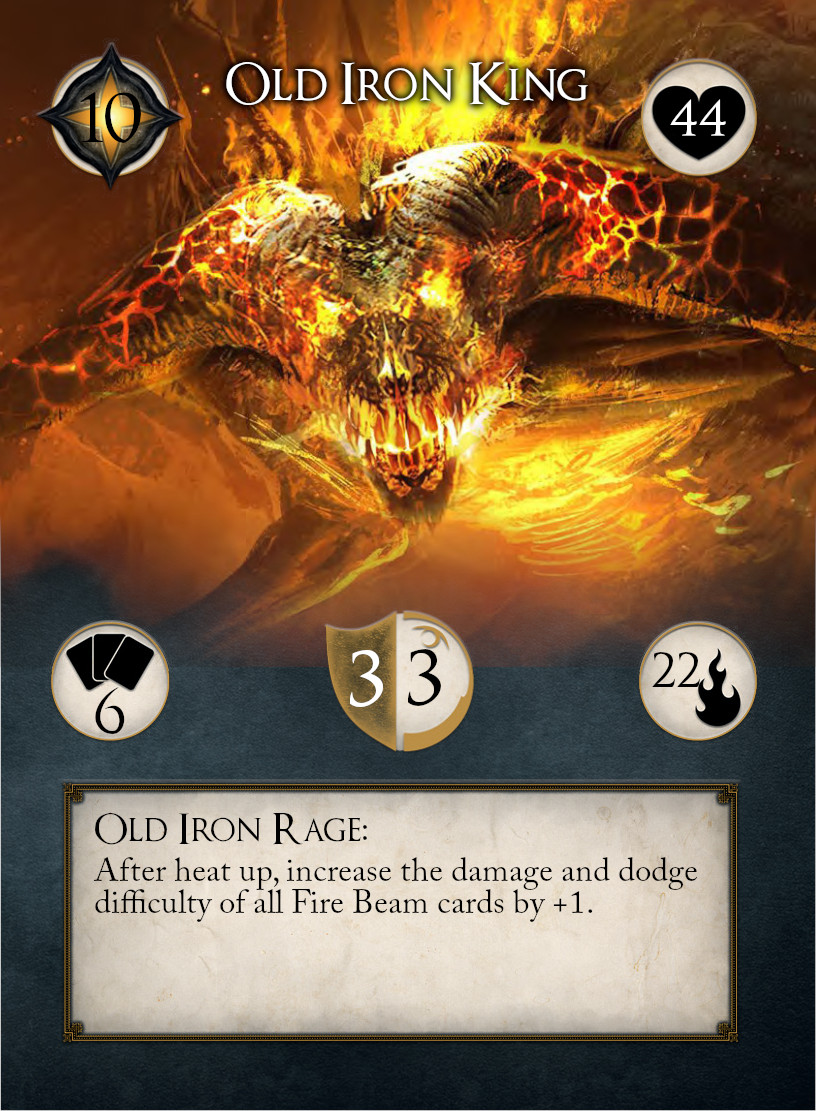 Old Iron King
10
44
6
3 3
22
Old Iron Rage:
After heat up, increase the damage and dodge
difficulty of all Fire Beam cards by +1.